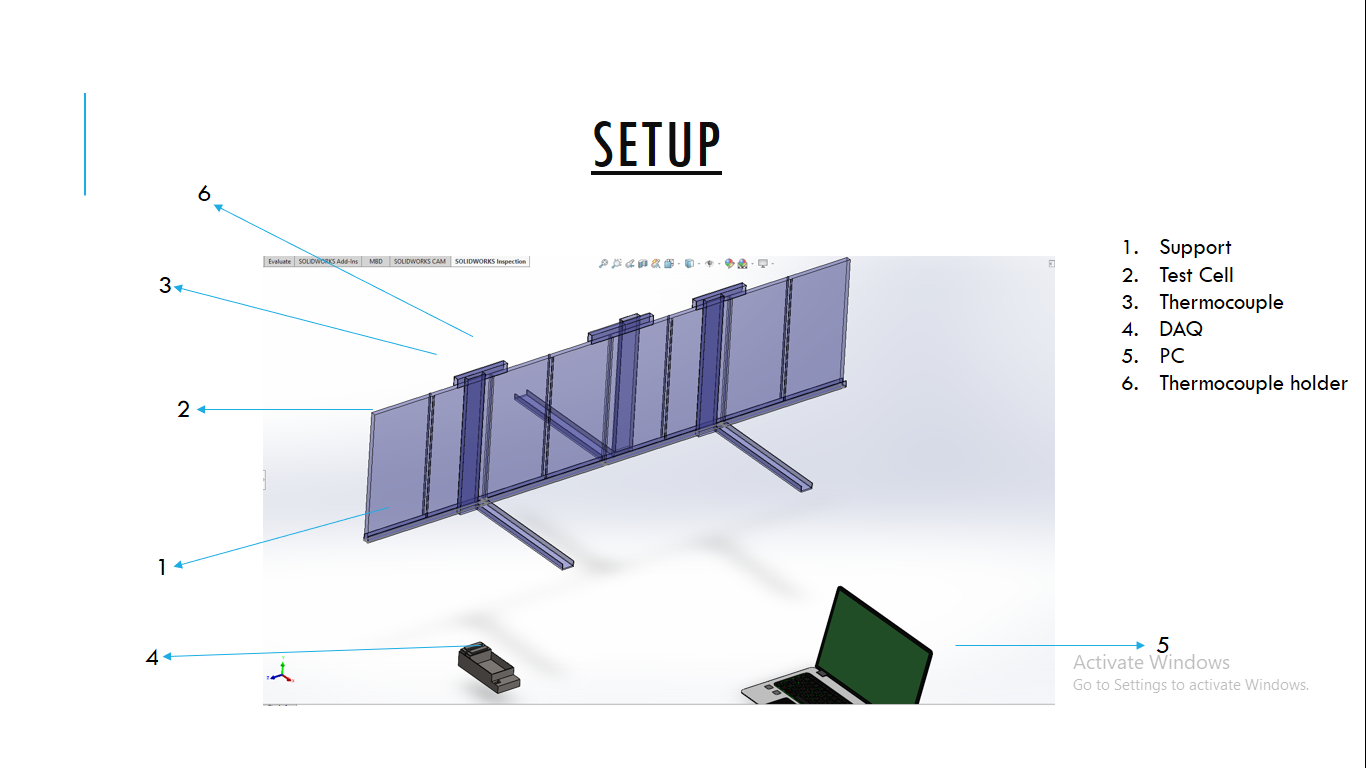 SETUP
6
3
2
1
4
5
Evaluate SOLIDWORKS Add-Ins MBD SOLIDWORKS CAM SOLIDWORKS Inspection
1. Support
2. Test Cell
3. Thermocouple
4. DAQ
5. PC
6. Thermocouple holder
Activate Windows
Go to Settings to activate Windows.